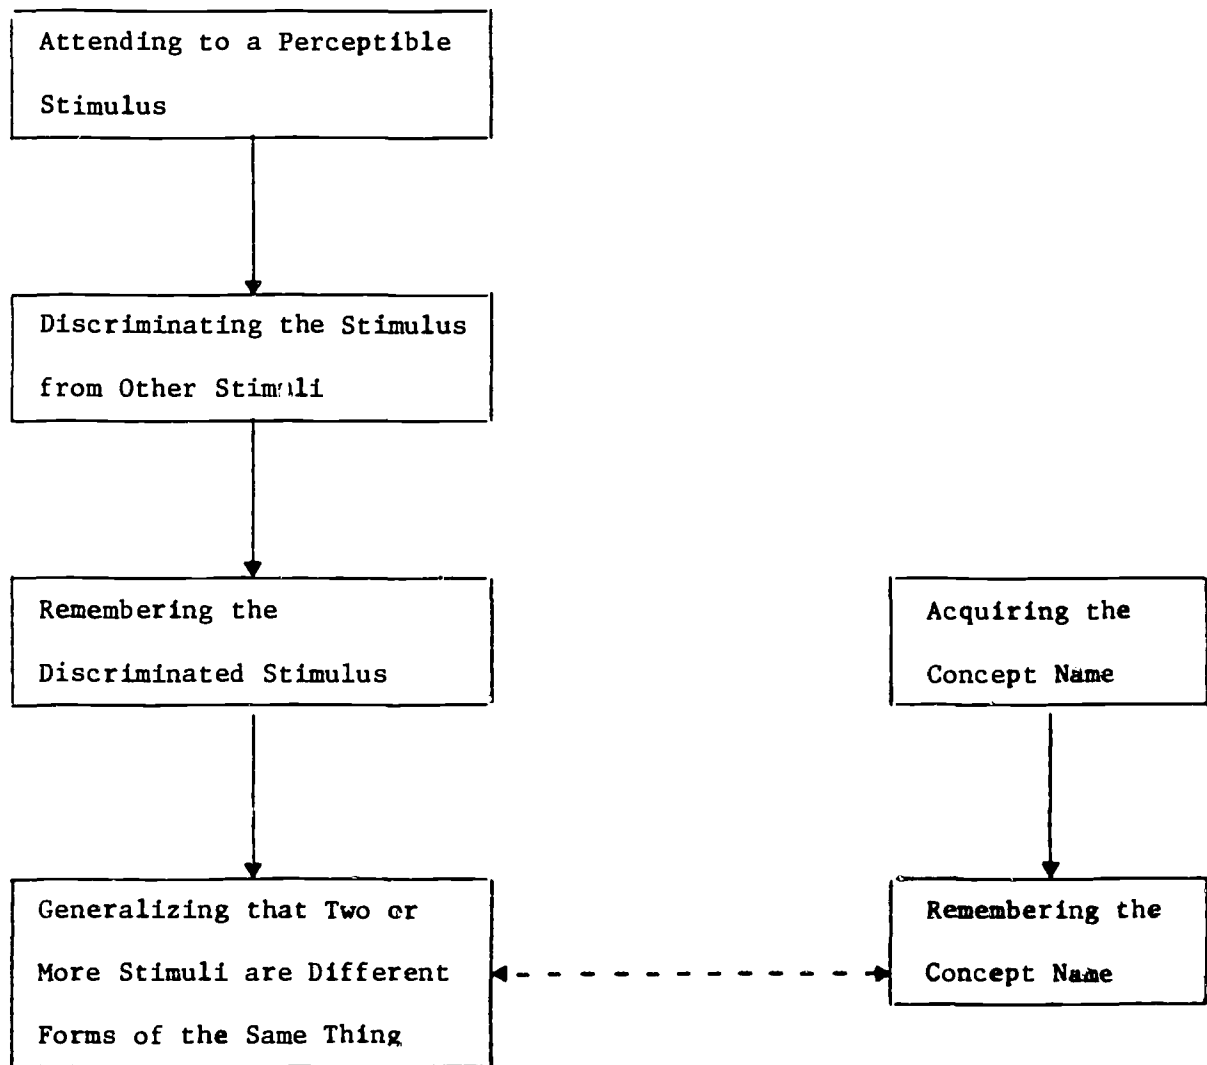 Attending to a Perceptible
Stimulus
Discriminating the Stimulus
from Other Stimuli
Remembering the
Discriminated Stimulus
Acquiring the
Concept Name
Generalizing that Two or
More Stimuli are Different
Forms of the Same Thing
Remembering the
Concept Name